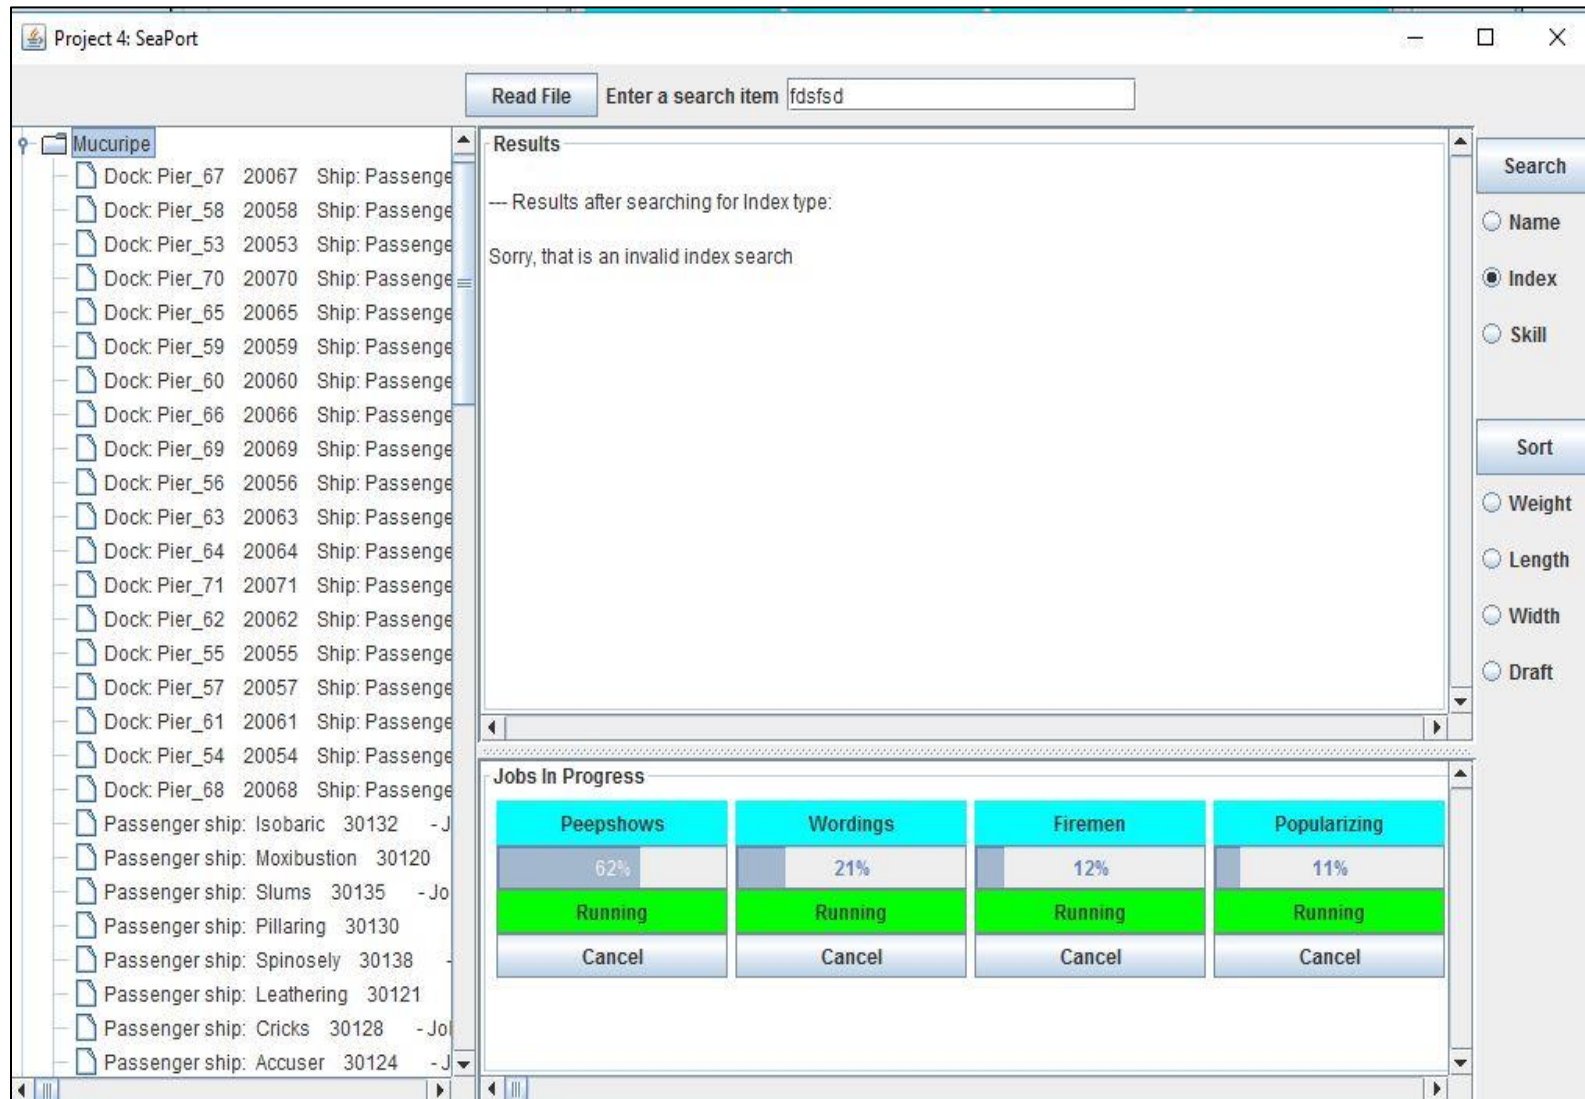 Project 4: SeaPort
Read File Enter a search item fdsfsd
Mucuripe
Dock: Pier_67 20067 Ship: Passenge
Dock: Pier_58 20058 Ship: Passenge
Dock: Pier_53 20053 Ship: Passenge
Dock: Pier_70 20070 Ship: Passenge
Dock: Pier_65 20065 Ship: Passenge
Dock: Pier_59 20059 Ship: Passenge
Dock: Pier_60 20060 Ship: Passenge
Dock: Pier_66 20066 Ship: Passenge
Dock: Pier_69 20069 Ship: Passenge
Dock: Pier_56 20056 Ship: Passenge
Dock: Pier_63 20063 Ship: Passenge
Dock: Pier_64 20064 Ship: Passenge
Dock: Pier_71 20071 Ship: Passenge
Dock: Pier_62 20062 Ship: Passenge
Dock: Pier_55 20055 Ship: Passenge
Dock: Pier_57 20057 Ship: Passenge
Dock: Pier_61 20061 Ship: Passenge
Dock: Pier_54 20054 Ship: Passenge
Dock: Pier_68 20068 Ship: Passenge
Passenger ship: Isobaric 30132 - J
Passenger ship: Moxibustion 30120
Passenger ship: Slums 30135 - Jo
Passenger ship: Pillaring 30130
Passenger ship: Spinosely 30138 -
Passenger ship: Leathering 30121
Passenger ship: Cricks 30128 - Jol
Passenger ship: Accuser 30124 - J
Results
--- Results after searching for Index type:
Sorry, that is an invalid index search
Jobs In Progress
Peepshows Wordings Firemen Popularizing
62% 21% 12% 11%
Running Running Running Running
Cancel Cancel Cancel Cancel
Search
Name
Index
Skill
Sort
Weight
Length
Width
Draft